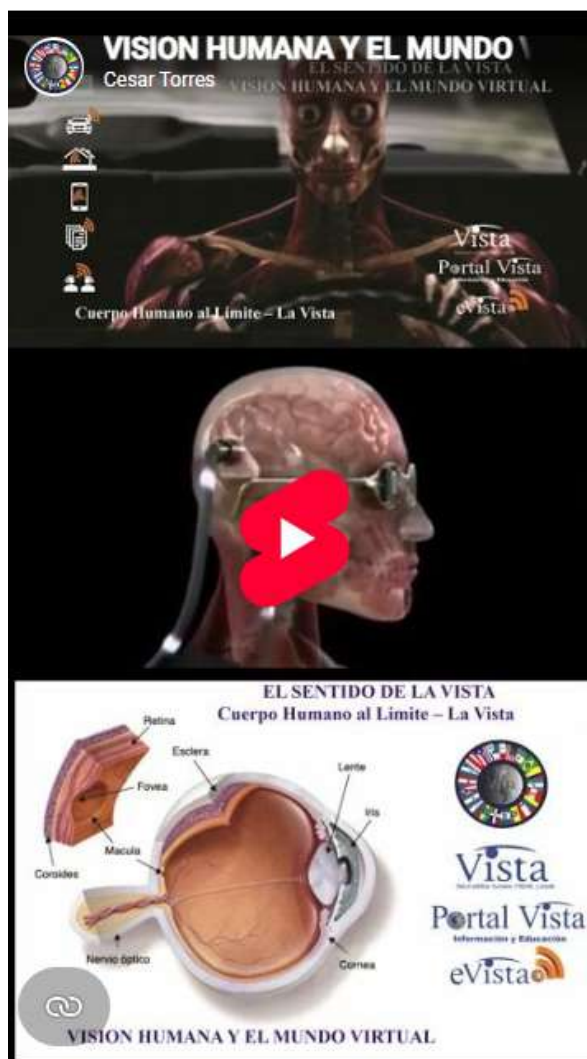 VISION HUMANA Y EL MUNDO
Cesar Torres
EL SENTIDO DE LA VISTA
VISION HUMANA Y EL MUNDO VIRTUAL
Vista
Portal Vista
eVista
Cuerpo Humano al Límite – La Vista
EL SENTIDO DE LA VISTA
Cuerpo Humano al Límite – La Vista
Retina
Esclera
Lente
Fovea
Iris
Macula
Coroides
Vista
Portal Vista
Información y Educación
eVista
Nervio óptico
Cornea
VISION HUMANA Y EL MUNDO VIRTUAL